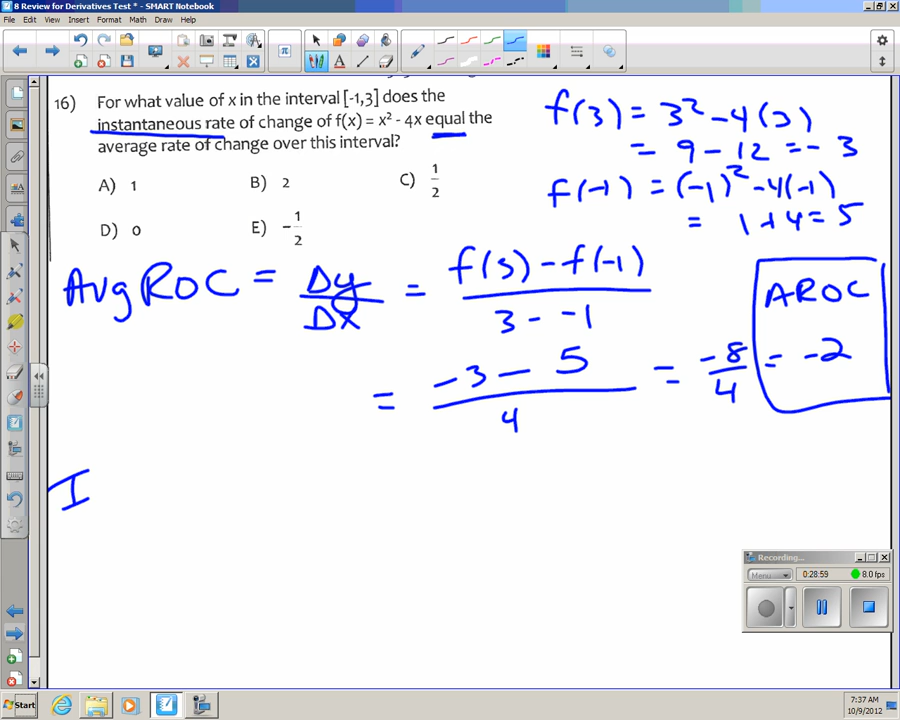 8 Review for Derivatives Test * - SMART Notebook
File Edit View Insert Format Math Draw Help
16) For what value of x in the interval [-1,3] does the
instantaneous rate of change of f(x) = x² - 4x equal the
average rate of change over this interval?
A) 1 B) 2 C) 1/2
D) 0 E) -1/2
f(3) = 3² - 4(3)
= 9 - 12 = - 3
f(-1) = (-1)² - 4(-1)
= 1 + 4 = 5
Avg ROC = Δy/Δx = f(3) - f(-1) / 3 - -1
= -3 - 5 / 4 = -8/4 = -2
AROC
I
Recording...
Menu 0:28:59 8.0 fps
Start
7:37 AM
10/9/2012